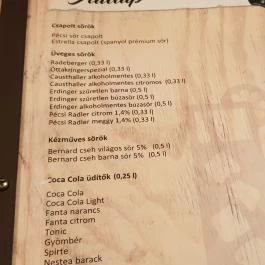 Csapolt sörök
Pécsi sör csapolt
Estrella csapolt (spanyol prémium sör)
Üveges sörök
Radeberger (0,33 l)
Ottakringerspezial (0,33 l)
Causthaller alkoholmentes (0,33 l)
Causthaller alkoholmentes citromos (0,33 l)
Erdinger szűretlen barna (0,5 l)
Erdinger szűretlen búzasör (0,5 l)
Erdinger alkoholmentes búzasör (0,5 l)
Pécsi Radler citrom 1,4% (0,33 l)
Pécsi Radler meggy 1,4% (0,33 l)
Kézműves sörök
Bernard cseh világos sör 5% (0,5 l)
Bernard cseh barna sör 5% (0,5 l)
Coca Cola üdítők (0,25 l)
Coca Cola
Coca Cola Light
Fanta narancs
Fanta citrom
Tonic
Gyömbér
Spirte
Nestea barack